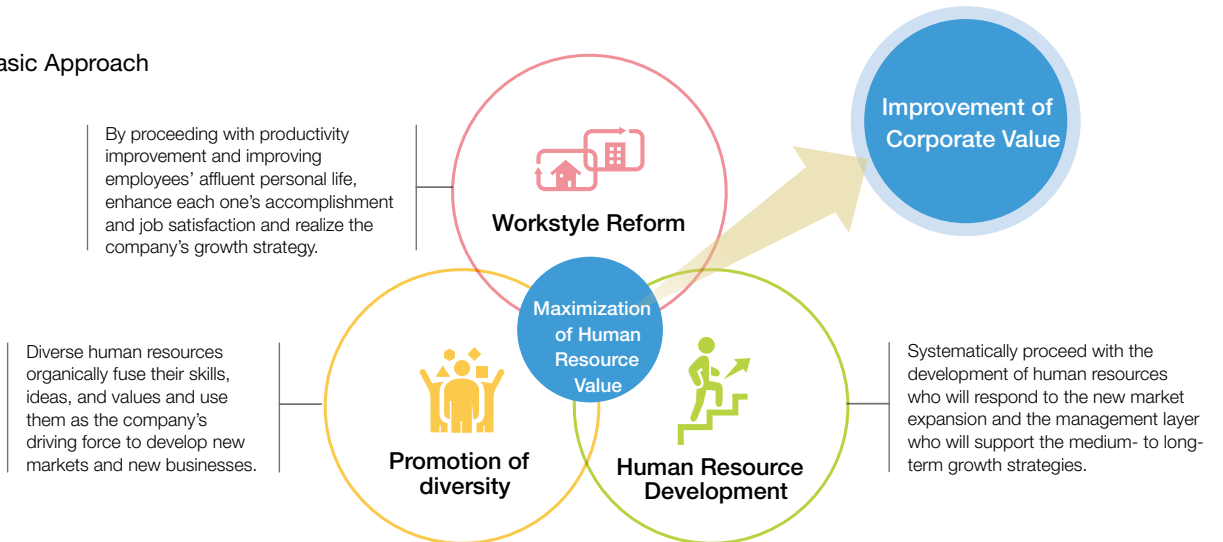 asic Approach
By proceeding with productivity
improvement and improving
employees’ affluent personal life,
enhance each one’s accomplishment
and job satisfaction and realize the
company’s growth strategy.
Workstyle Reform
Improvement of
Corporate Value
Maximization
of Human
Resource
Value
Diverse human resources
organically fuse their skills,
ideas, and values and use
them as the company’s
driving force to develop new
markets and new businesses.
Promotion of
diversity
Human Resource
Development
Systematically proceed with the
development of human resources
who will respond to the new market
expansion and the management layer
who will support the medium- to long-
term growth strategies.